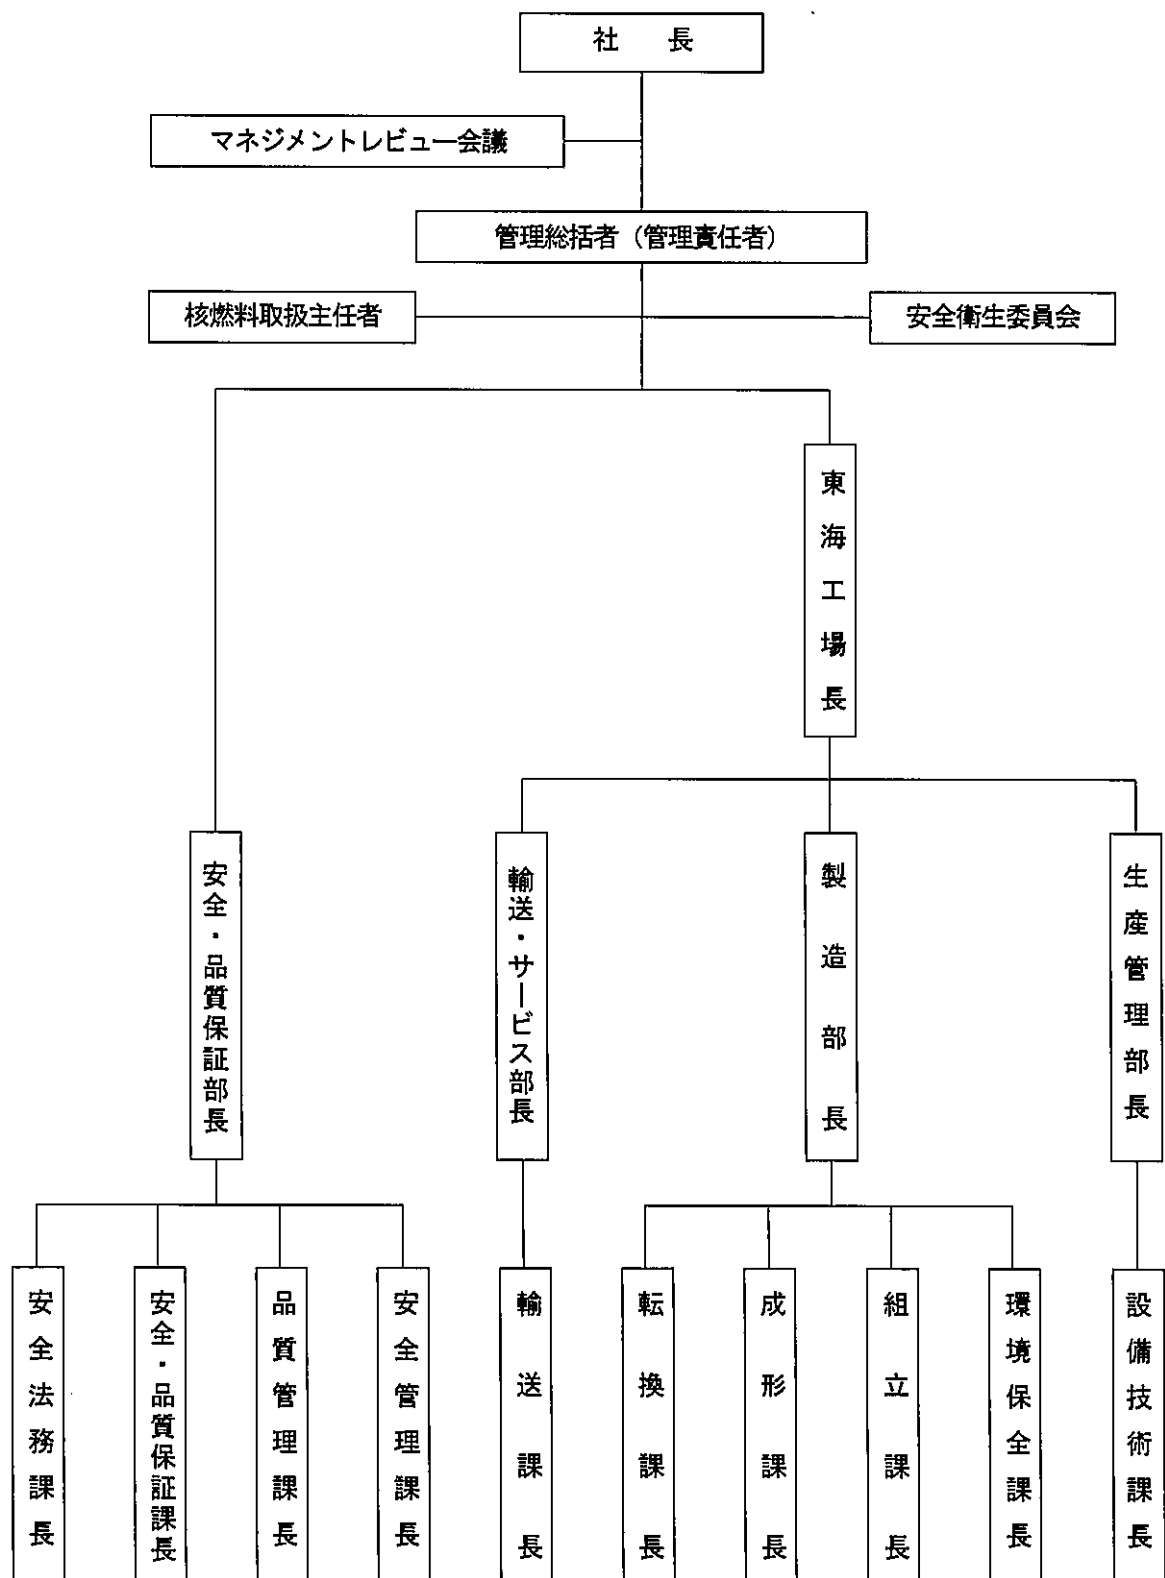 社　　長
マネジメントレビュー会議
管理総括者（管理責任者）
核燃料取扱主任者
安全衛生委員会
東海工場長
安全・品質保証部長
輸送・サービス部長
製造部長
生産管理部長
安全法務課長
安全・品質保証課長
品質管理課長
安全管理課長
輸送課長
転換課長
成形課長
組立課長
環境保全課長
設備技術課長